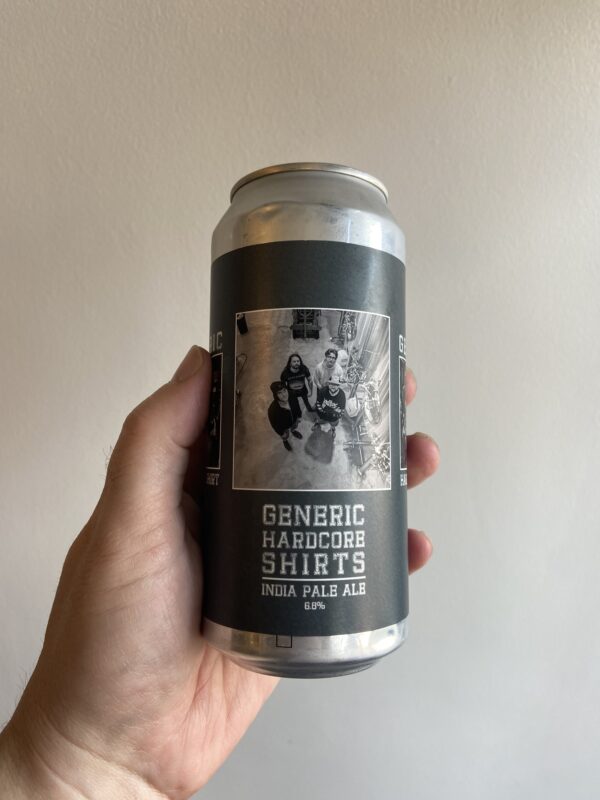 GENERIC
HARDCORE
SHIRTS
INDIA PALE ALE
6.8%